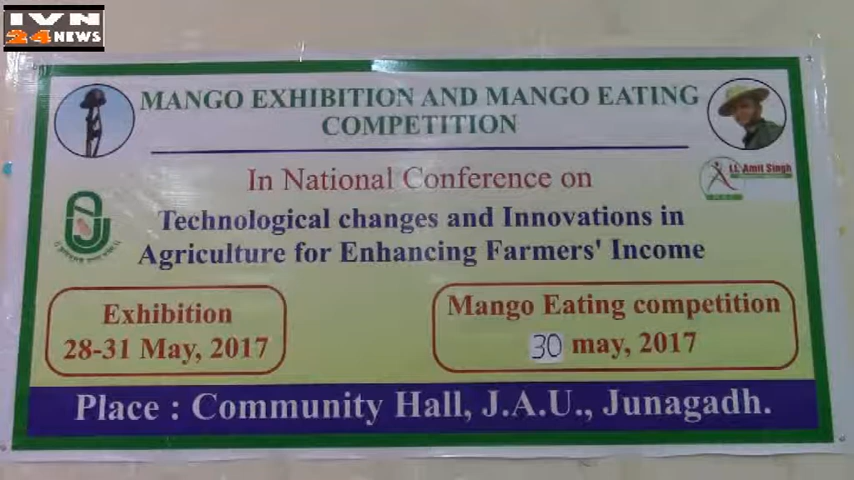 IVN
24 NEWS
MANGO EXHIBITION AND MANGO EATING
COMPETITION
In National Conference on
Lt. Amit Singh
Technological changes and Innovations in
Agriculture for Enhancing Farmers' Income
Exhibition
28-31 May, 2017
Mango Eating competition
30 may, 2017
Place : Community Hall, J.A.U., Junagadh.